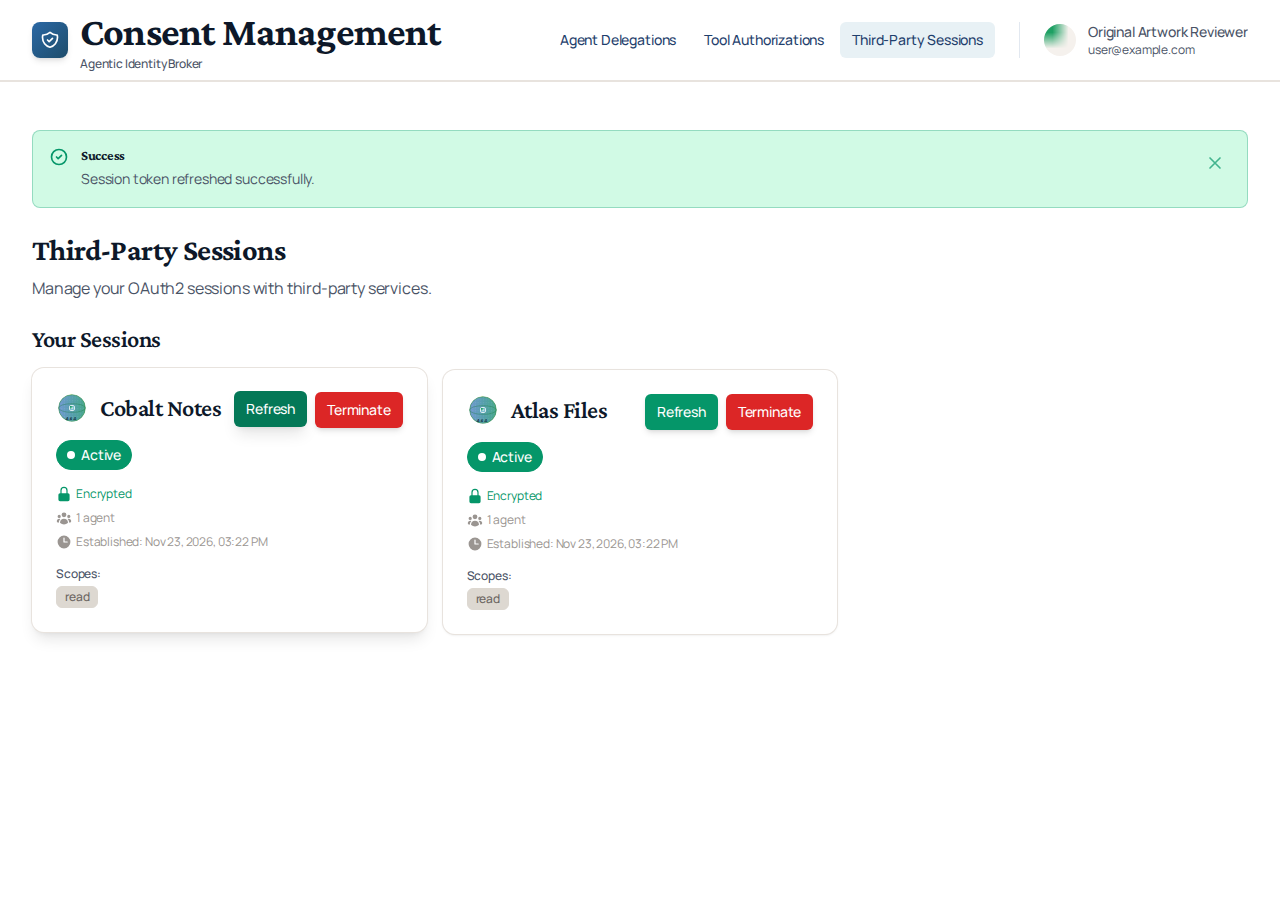 Consent Management
Agentic Identity Broker
Agent Delegations
Tool Authorizations
Third-Party Sessions
Original Artwork Reviewer
user@example.com
Success
Session token refreshed successfully.
Third-Party Sessions
Manage your OAuth2 sessions with third-party services.
Your Sessions
Cobalt Notes
Refresh
Terminate
Active
Encrypted
1 agent
Established: Nov 23, 2026, 03:22 PM
Scopes:
read
Atlas Files
Refresh
Terminate
Active
Encrypted
1 agent
Established: Nov 23, 2026, 03:22 PM
Scopes:
read